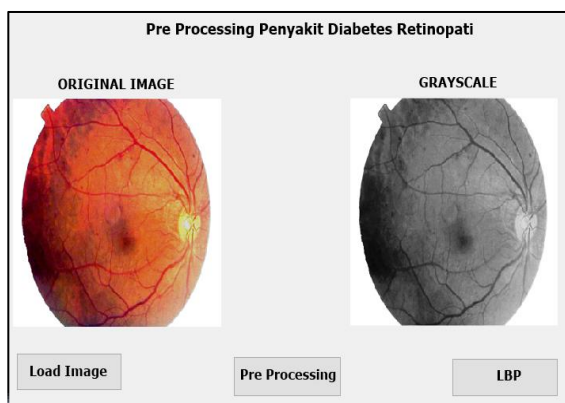 Pre Processing Penyakit Diabetes Retinopati
ORIGINAL IMAGE
GRAYSCALE
Load Image
Pre Processing
LBP